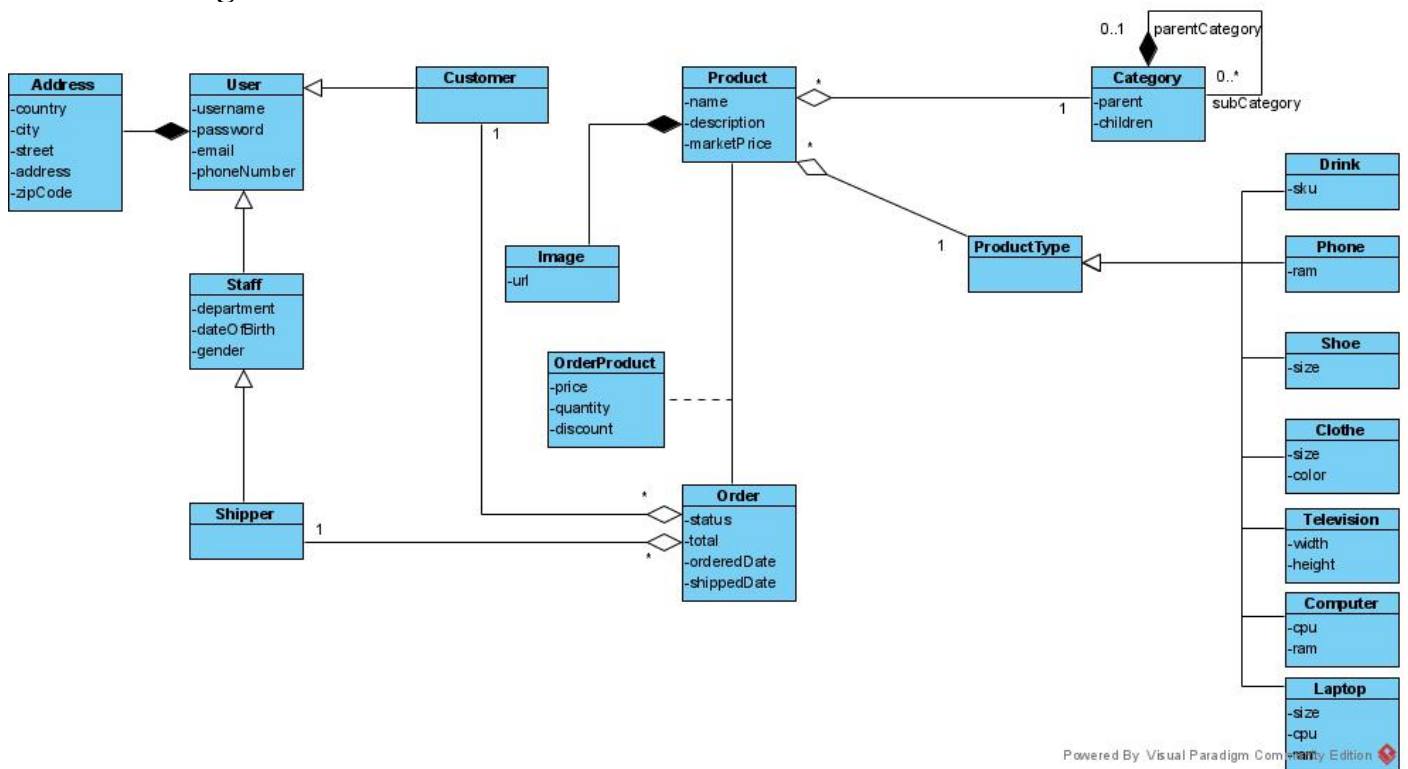 0..1
parentCategory
0..*
subCategory
Address
-country
-city
-street
-address
-zipCode
User
-username
-password
-email
-phoneNumber
Customer
1
Product
-name
-description
-marketPrice
*
1
*
1
Category
-parent
-children
Image
-url
ProductType
Drink
-sku
Phone
-ram
Shoe
-size
Clothe
-size
-color
Television
-width
-height
Computer
-cpu
-ram
Laptop
-size
-cpu
-ram
Staff
-department
-dateOfBirth
-gender
OrderProduct
-price
-quantity
-discount
Shipper
1
*
*
Order
-status
-total
-orderedDate
-shippedDate
Powered By Visual Paradigm Community Edition